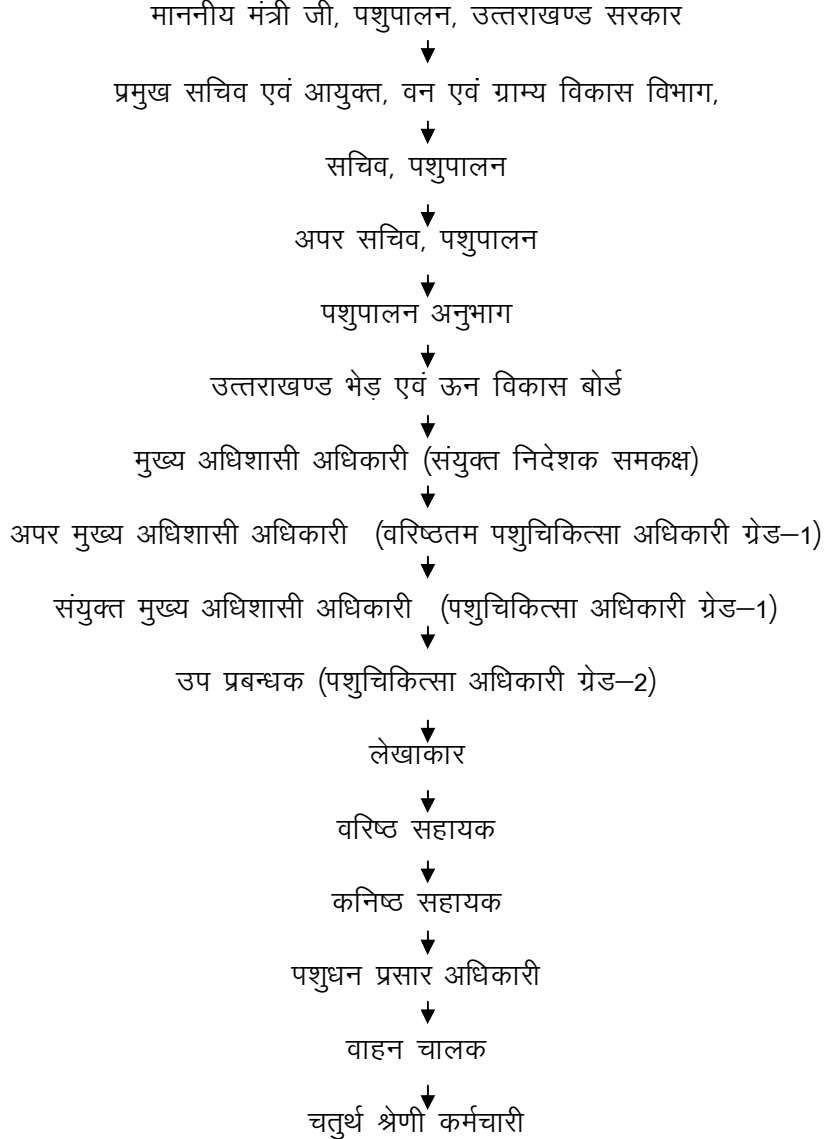 माननीय मंत्री जी, पशुपालन, उत्तराखण्ड सरकार
प्रमुख सचिव एवं आयुक्त, वन एवं ग्राम्य विकास विभाग,
सचिव, पशुपालन
अपर सचिव, पशुपालन
पशुपालन अनुभाग
उत्तराखण्ड भेड़ एवं ऊन विकास बोर्ड
मुख्य अधिशासी अधिकारी (संयुक्त निदेशक समकक्ष)
अपर मुख्य अधिशासी अधिकारी (वरिष्ठतम पशुचिकित्सा अधिकारी ग्रेड–1)
संयुक्त मुख्य अधिशासी अधिकारी (पशुचिकित्सा अधिकारी ग्रेड–1)
उप प्रबन्धक (पशुचिकित्सा अधिकारी ग्रेड–2)
लेखाकार
वरिष्ठ सहायक
कनिष्ठ सहायक
पशुधन प्रसार अधिकारी
वाहन चालक
चतुर्थ श्रेणी कर्मचारी